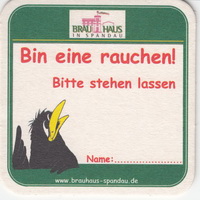 BRAUHAUS
IN SPANDAU
Bin eine rauchen!
Bitte stehen lassen
Name:..............................
www.brauhaus-spandau.de